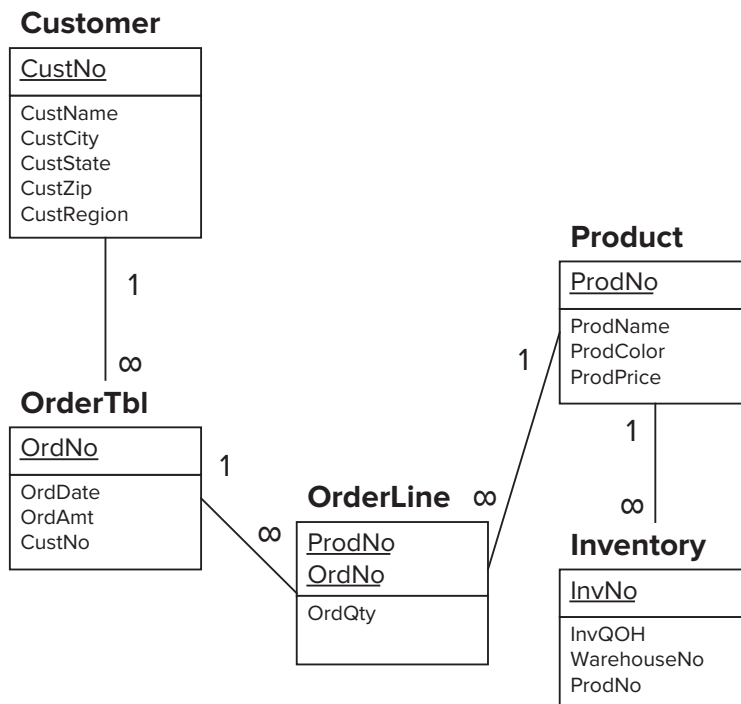 Customer
CustNo
CustName
CustCity
CustState
CustZip
CustRegion
1
∞
OrderTbl
OrdNo
OrdDate
OrdAmt
CustNo
1
∞
OrderLine
ProdNo
OrdNo
OrdQty
∞
1
Product
ProdNo
ProdName
ProdColor
ProdPrice
1
∞
Inventory
InvNo
InvQOH
WarehouseNo
ProdNo